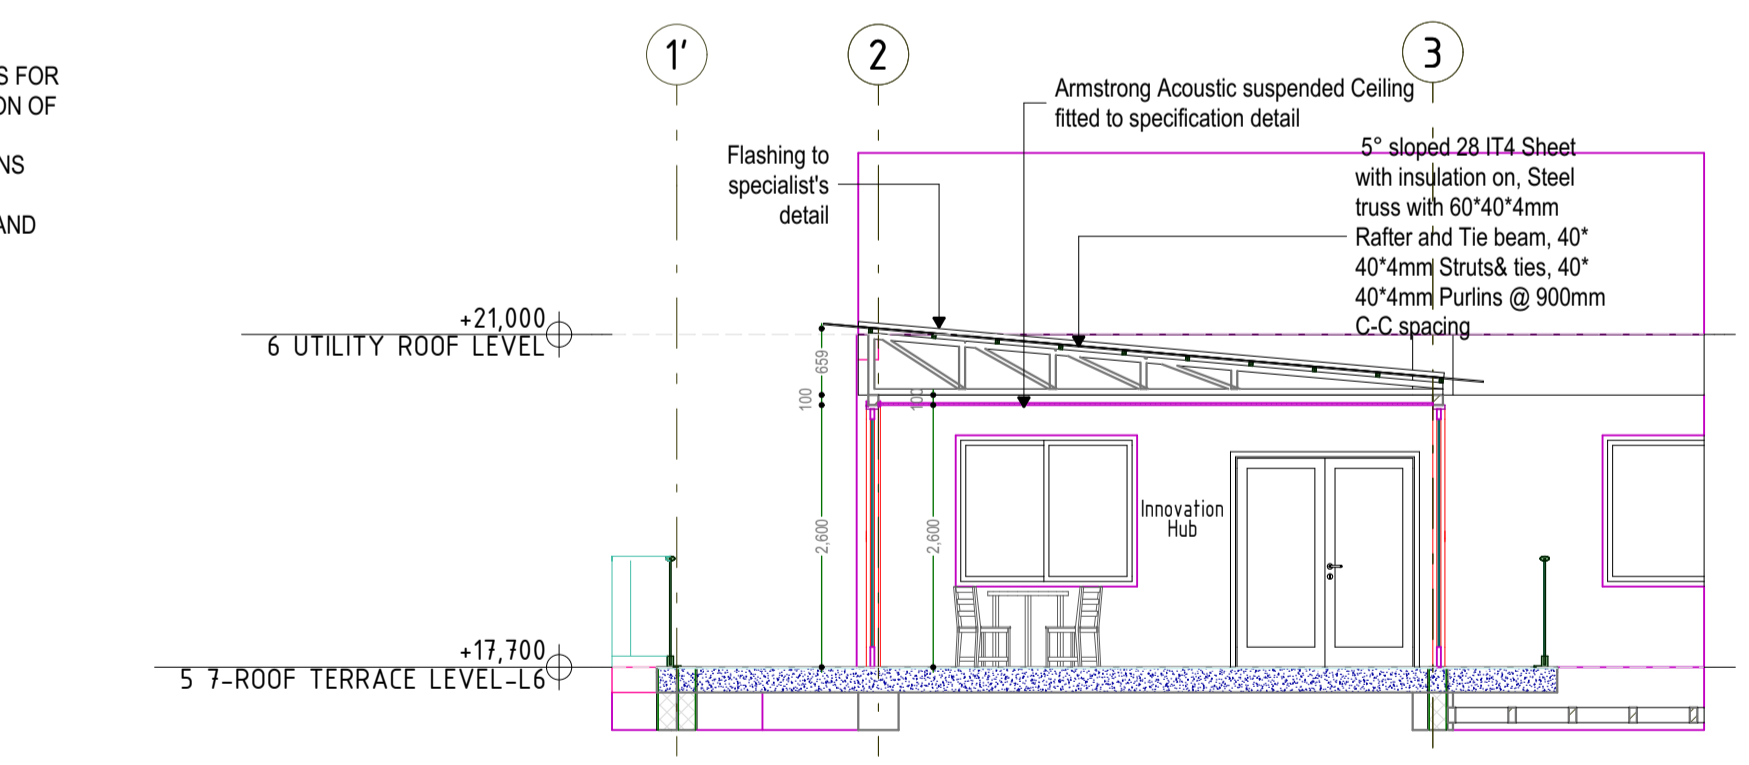 S FOR
ON OF
NS
AND
1'
2
3
Armstrong Acoustic suspended Ceiling
fitted to specification detail
Flashing to
specialist's
detail
5° sloped 28 IT4 Sheet
with insulation on, Steel
truss with 60*40*4mm
Rafter and Tie beam, 40*
40*4mm Struts& ties, 40*
40*4mm Purlins @ 900mm
C-C spacing
+21,000
6 UTILITY ROOF LEVEL
659
100
100
2,600
2,600
Innovation
Hub
+17,700
5 7-ROOF TERRACE LEVEL-L6